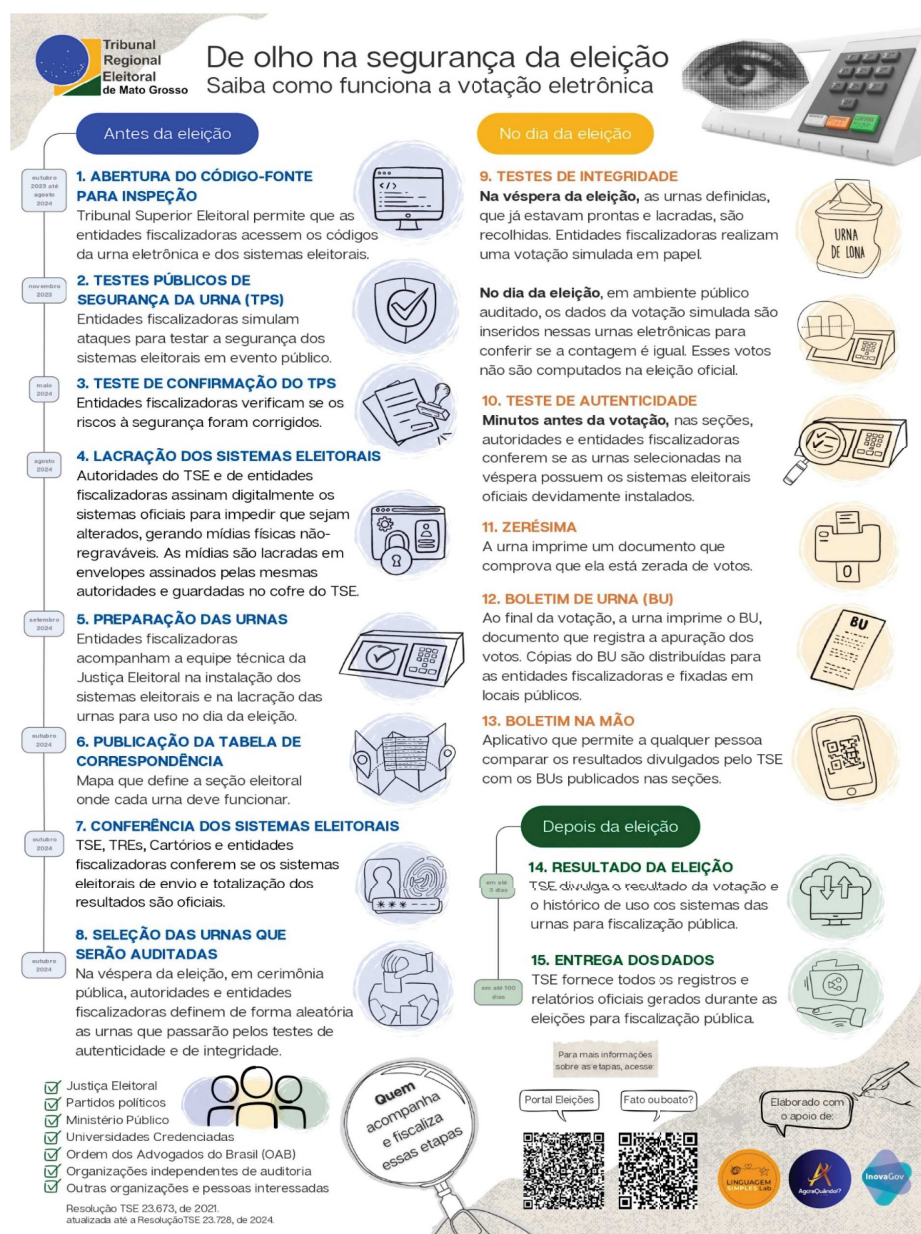 Tribunal
Regional
Eleitoral
de Mato Grosso
De olho na segurança da eleição
Saiba como funciona a votação eletrônica
Antes da eleição
outubro
2023 até
agosto
2024
1. ABERTURA DO CÓDIGO-FONTE
PARA INSPEÇÃO
Tribunal Superior Eleitoral permite que as
entidades fiscalizadoras acessem os códigos
da urna eletrônica e dos sistemas eleitorais.
novembro
2023
2. TESTES PÚBLICOS DE
SEGURANÇA DA URNA (TPS)
Entidades fiscalizadoras simulam
ataques para testar a segurança dos
sistemas eleitorais em evento público.
maio
2024
3. TESTE DE CONFIRMAÇÃO DO TPS
Entidades fiscalizadoras verificam se os
riscos à segurança foram corrigidos.
agosto
2024
4. LACRAÇÃO DOS SISTEMAS ELEITORAIS
Autoridades do TSE e de entidades
fiscalizadoras assinam digitalmente os
sistemas oficiais para impedir que sejam
alterados, gerando mídias físicas não-
regraváveis. As mídias são lacradas em
envelopes assinados pelas mesmas
autoridades e guardadas no cofre do TSE.
setembro
2024
5. PREPARAÇÃO DAS URNAS
Entidades fiscalizadoras
acompanham a equipe técnica da
Justiça Eleitoral na instalação dos
sistemas eleitorais e na lacração das
urnas para uso no dia da eleição.
outubro
2024
6. PUBLICAÇÃO DA TABELA DE
CORRESPONDÊNCIA
Mapa que define a seção eleitoral
onde cada urna deve funcionar.
outubro
2024
7. CONFERÊNCIA DOS SISTEMAS ELEITORAIS
TSE, TREs, Cartórios e entidades
fiscalizadoras conferem se os sistemas
eleitorais de envio e totalização dos
resultados são oficiais.
outubro
2024
8. SELEÇÃO DAS URNAS QUE
SERÃO AUDITADAS
Na véspera da eleição, em cerimônia
pública, autoridades e entidades
fiscalizadoras definem de forma aleatória
as urnas que passarão pelos testes de
autenticidade e de integridade.
No dia da eleição
9. TESTES DE INTEGRIDADE
Na véspera da eleição, as urnas definidas,
que já estavam prontas e lacradas, são
recolhidas. Entidades fiscalizadoras realizam
uma votação simulada em papel.
URNA
DE LONA
No dia da eleição, em ambiente público
auditado, os dados da votação simulada são
inseridos nessas urnas eletrônicas para
conferir se a contagem é igual. Esses votos
não são computados na eleição oficial.
10. TESTE DE AUTENTICIDADE
Minutos antes da votação, nas seções,
autoridades e entidades fiscalizadoras
conferem se as urnas selecionadas na
véspera possuem os sistemas eleitorais
oficiais devidamente instalados.
11. ZERÉSIMA
A urna imprime um documento que
comprova que ela está zerada de votos.
0
12. BOLETIM DE URNA (BU)
Ao final da votação, a urna imprime o BU,
documento que registra a apuração dos
votos. Cópias do BU são distribuídas para
as entidades fiscalizadoras e fixadas em
locais públicos.
BU
13. BOLETIM NA MÃO
Aplicativo que permite a qualquer pessoa
comparar os resultados divulgados pelo TSE
com os BUs publicados nas seções.
Depois da eleição
em até
3 dias
14. RESULTADO DA ELEIÇÃO
TSE divulga o resultado da votação e
o histórico de uso cos sistemas das
urnas para fiscalização pública.
em até 100
dias
15. ENTREGA DOS DADOS
TSE fornece todos os registros e
relatórios oficiais gerados durante as
eleições para fiscalização pública.
Justiça Eleitoral
Partidos políticos
Ministério Público
Universidades Credenciadas
Ordem dos Advogados do Brasil (OAB)
Organizações independentes de auditoria
Outras organizações e pessoas interessadas
Resolução TSE 23.673, de 2021.
atualizada até a ResoluçãoTSE 23.728, de 2024.
Quem
acompanha
e fiscaliza
essas etapas
Para mais informações
sobre as etapas, acesse:
Portal Eleições
Fato ou boato?
Elaborado com
o apoio de:
LINGUAGEM
SIMPLES Lab
AgoraQuândo!?
InovaGov